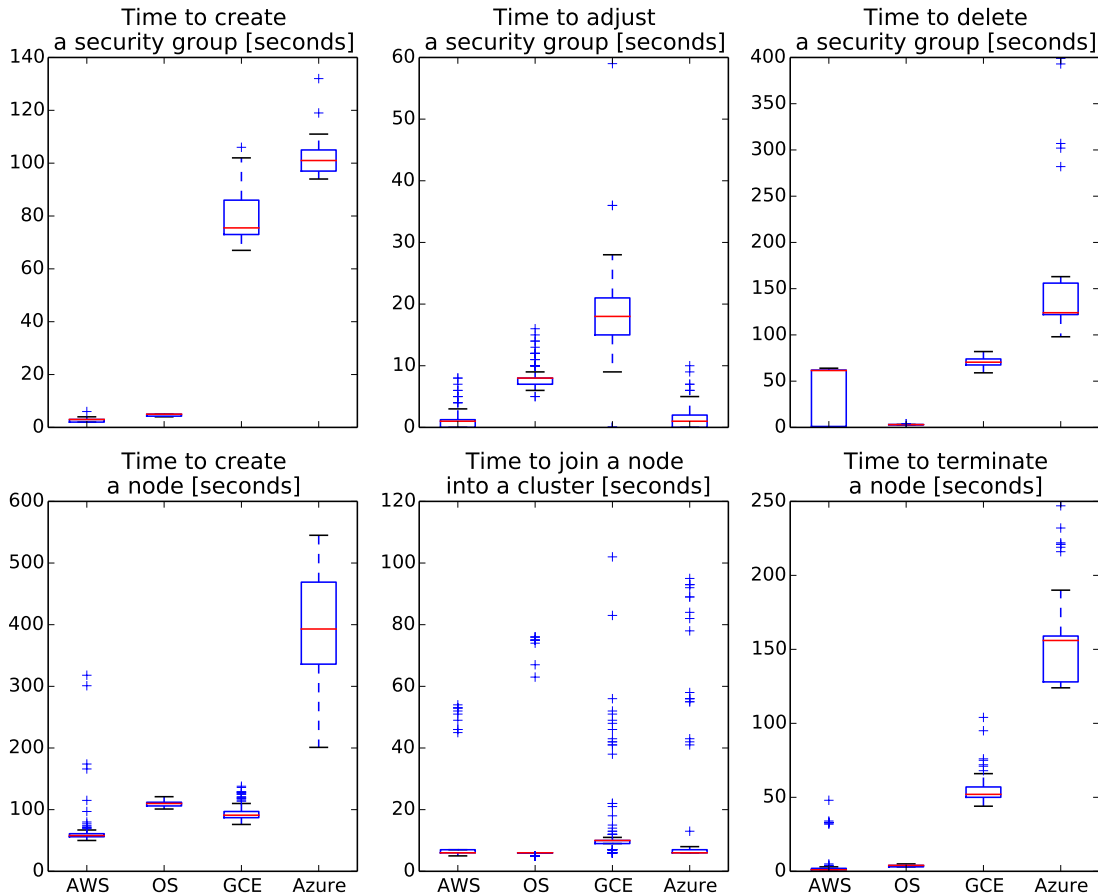 Time to create
a security group [seconds]
140
120
100
80
60
40
20
0
Time to adjust
a security group [seconds]
60
50
40
30
20
10
0
Time to delete
a security group [seconds]
400
350
300
250
200
150
100
50
0
Time to create
a node [seconds]
600
500
400
300
200
100
0
AWS OS GCE Azure
Time to join a node
into a cluster [seconds]
120
100
80
60
40
20
0
AWS OS GCE Azure
Time to terminate
a node [seconds]
250
200
150
100
50
0
AWS OS GCE Azure